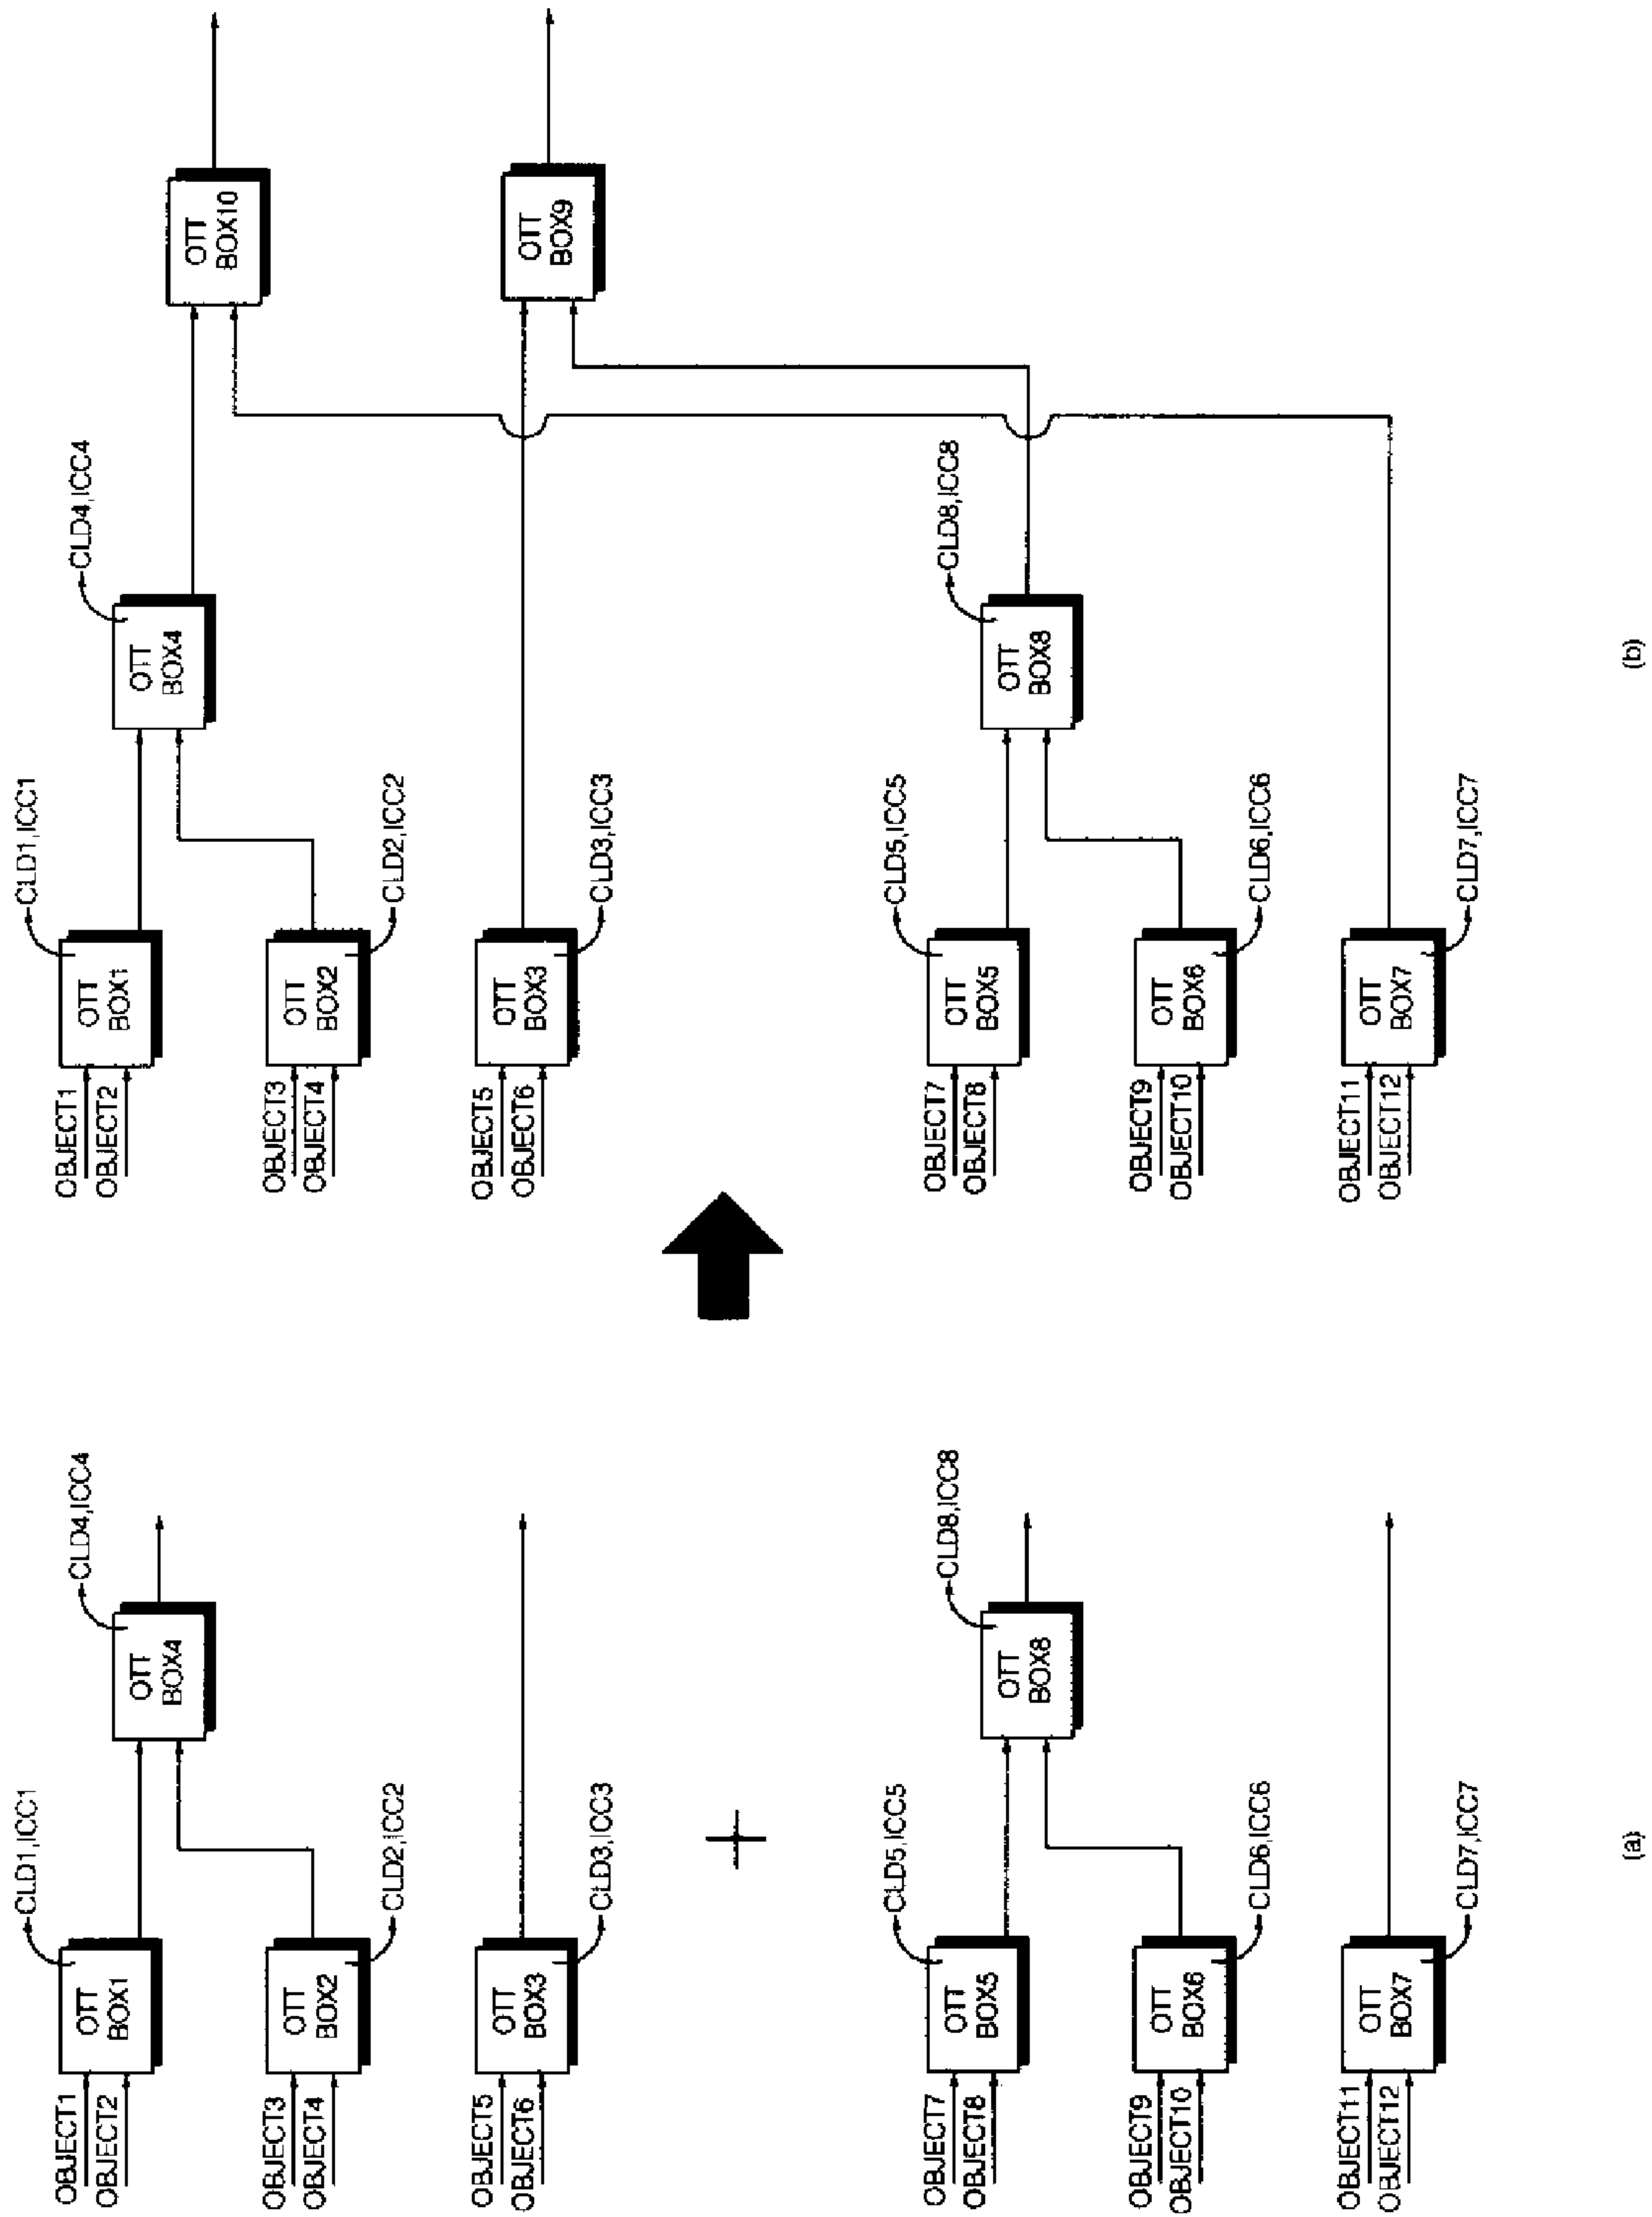 OBJECT1
OBJECT2
OTT
BOX1
CLD1,ICC1
OBJECT3
OBJECT4
OTT
BOX2
CLD2,ICC2
OTT
BOX4
CLD4,ICC4
OBJECT5
OBJECT6
OTT
BOX3
CLD3,ICC3
+
OBJECT7
OBJECT8
OTT
BOX5
CLD5,ICC5
OBJECT9
OBJECT10
OTT
BOX6
CLD6,ICC6
OTT
BOX8
CLD8,ICC8
OBJECT11
OBJECT12
OTT
BOX7
CLD7,ICC7
(a)
OBJECT1
OBJECT2
OTT
BOX1
CLD1,ICC1
OBJECT3
OBJECT4
OTT
BOX2
CLD2,ICC2
OTT
BOX4
CLD4,ICC4
OTT
BOX10
OBJECT5
OBJECT6
OTT
BOX3
CLD3,ICC3
OTT
BOX9
OBJECT7
OBJECT8
OTT
BOX5
CLD5,ICC5
OBJECT9
OBJECT10
OTT
BOX6
CLD6,ICC6
OTT
BOX8
CLD8,ICC8
OBJECT11
OBJECT12
OTT
BOX7
CLD7,ICC7
(b)